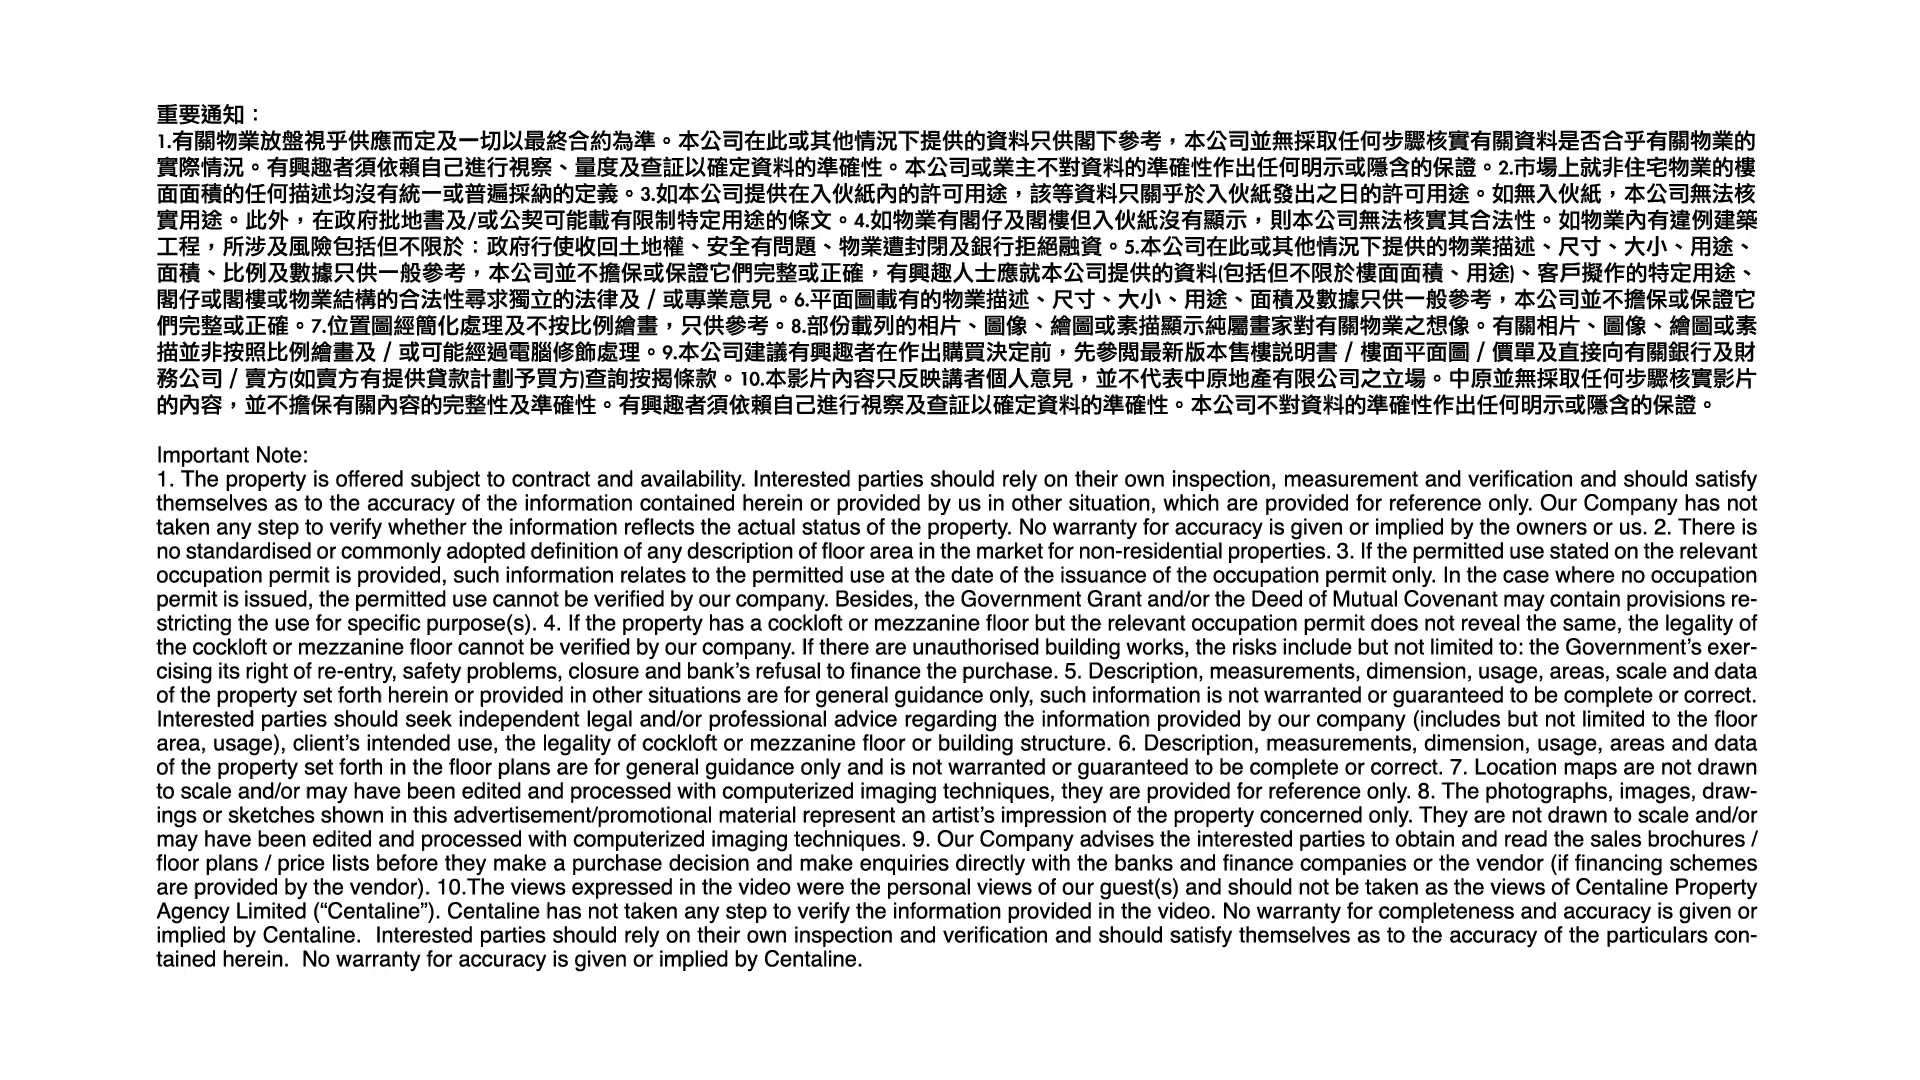 重要通知：
1.有關物業放盤視乎供應而定及一切以最終合約為準。本公司在此或其他情況下提供的資料只供閣下參考，本公司並無採取任何步驟核實有關資料是否合乎有關物業的
實際情況。有興趣者須依賴自己進行視察、量度及查証以確定資料的準確性。本公司或業主不對資料的準確性作出任何明示或隱含的保證。2.市場上就非住宅物業的樓
面面積的任何描述均沒有統一或普遍採納的定義。3.如本公司提供在入伙紙內的許可用途，該等資料只關乎於入伙紙發出之日的許可用途。如無入伙紙，本公司無法核
實用途。此外，在政府批地書及/或公契可能載有限制特定用途的條文。4.如物業有閣仔及閣樓但入伙紙沒有顯示，則本公司無法核實其合法性。如物業內有違例建築
工程，所涉及風險包括但不限於：政府行使收回土地權、安全有問題、物業遭封閉及銀行拒絕融資。5.本公司在此或其他情況下提供的物業描述、尺寸、大小、用途、
面積、比例及數據只供一般參考，本公司並不擔保或保證它們完整或正確，有興趣人士應就本公司提供的資料(包括但不限於樓面面積、用途)、客戶擬作的特定用途、
閣仔或閣樓或物業結構的合法性尋求獨立的法律及 / 或專業意見。6.平面圖載有的物業描述、尺寸、大小、用途、面積及數據只供一般參考，本公司並不擔保或保證它
們完整或正確。7.位置圖經簡化處理及不按比例繪畫，只供參考。8.部份載列的相片、圖像、繪圖或素描顯示純屬畫家對有關物業之想像。有關相片、圖像、繪圖或素
描並非按照比例繪畫及 / 或可能經過電腦修飾處理。9.本公司建議有興趣者在作出購買決定前，先參閱最新版本售樓説明書 / 樓面平面圖 / 價單及直接向有關銀行及財
務公司 / 賣方(如賣方有提供貸款計劃予買方)查詢按揭條款。10.本影片內容只反映講者個人意見，並不代表中原地產有限公司之立場。中原並無採取任何步驟核實影片
的內容，並不擔保有關內容的完整性及準確性。有興趣者須依賴自己進行視察及查証以確定資料的準確性。本公司不對資料的準確性作出任何明示或隱含的保證。
Important Note:
1. The property is offered subject to contract and availability. Interested parties should rely on their own inspection, measurement and verification and should satisfy
themselves as to the accuracy of the information contained herein or provided by us in other situation, which are provided for reference only. Our Company has not
taken any step to verify whether the information reflects the actual status of the property. No warranty for accuracy is given or implied by the owners or us. 2. There is
no standardised or commonly adopted definition of any description of floor area in the market for non-residential properties. 3. If the permitted use stated on the relevant
occupation permit is provided, such information relates to the permitted use at the date of the issuance of the occupation permit only. In the case where no occupation
permit is issued, the permitted use cannot be verified by our company. Besides, the Government Grant and/or the Deed of Mutual Covenant may contain provisions re-
stricting the use for specific purpose(s). 4. If the property has a cockloft or mezzanine floor but the relevant occupation permit does not reveal the same, the legality of
the cockloft or mezzanine floor cannot be verified by our company. If there are unauthorised building works, the risks include but not limited to: the Government’s exer-
cising its right of re-entry, safety problems, closure and bank’s refusal to finance the purchase. 5. Description, measurements, dimension, usage, areas, scale and data
of the property set forth herein or provided in other situations are for general guidance only, such information is not warranted or guaranteed to be complete or correct.
Interested parties should seek independent legal and/or professional advice regarding the information provided by our company (includes but not limited to the floor
area, usage), client’s intended use, the legality of cockloft or mezzanine floor or building structure. 6. Description, measurements, dimension, usage, areas and data
of the property set forth in the floor plans are for general guidance only and is not warranted or guaranteed to be complete or correct. 7. Location maps are not drawn
to scale and/or may have been edited and processed with computerized imaging techniques, they are provided for reference only. 8. The photographs, images, draw-
ings or sketches shown in this advertisement/promotional material represent an artist’s impression of the property concerned only. They are not drawn to scale and/or
may have been edited and processed with computerized imaging techniques. 9. Our Company advises the interested parties to obtain and read the sales brochures /
floor plans / price lists before they make a purchase decision and make enquiries directly with the banks and finance companies or the vendor (if financing schemes
are provided by the vendor). 10.The views expressed in the video were the personal views of our guest(s) and should not be taken as the views of Centaline Property
Agency Limited (“Centaline”). Centaline has not taken any step to verify the information provided in the video. No warranty for completeness and accuracy is given or
implied by Centaline.  Interested parties should rely on their own inspection and verification and should satisfy themselves as to the accuracy of the particulars con-
tained herein.  No warranty for accuracy is given or implied by Centaline.